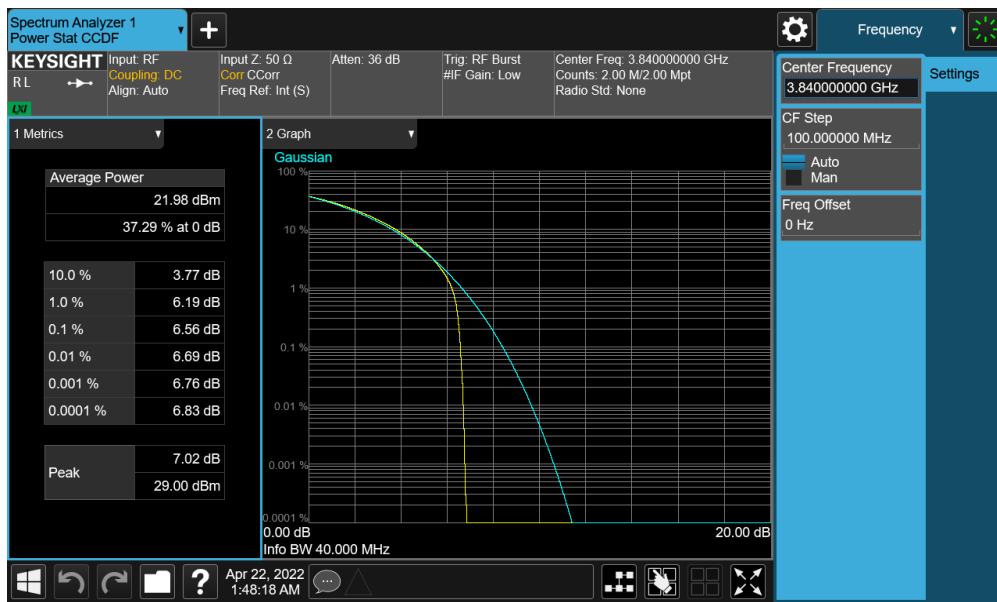 Spectrum Analyzer 1
Power Stat CCDF
Frequency
KEYSIGHT
R L
LXI
Input: RF
Coupling: DC
Align: Auto
Input Z: 50 Ω
Corr CCorr
Freq Ref: Int (S)
Atten: 36 dB
Trig: RF Burst
#IF Gain: Low
Center Freq: 3.840000000 GHz
Counts: 2.00 M/2.00 Mpt
Radio Std: None
Center Frequency
3.840000000 GHz
Settings
CF Step
100.000000 MHz
Auto
Man
Freq Offset
0 Hz
1 Metrics
Average Power
21.98 dBm
37.29 % at 0 dB
10.0 % 3.77 dB
1.0 % 6.19 dB
0.1 % 6.56 dB
0.01 % 6.69 dB
0.001 % 6.76 dB
0.0001 % 6.83 dB
Peak 7.02 dB
29.00 dBm
2 Graph
Gaussian
100 %
10 %
1 %
0.1 %
0.01 %
0.001 %
0.0001 %
0.00 dB 20.00 dB
Info BW 40.000 MHz
?
Apr 22, 2022
1:48:18 AM